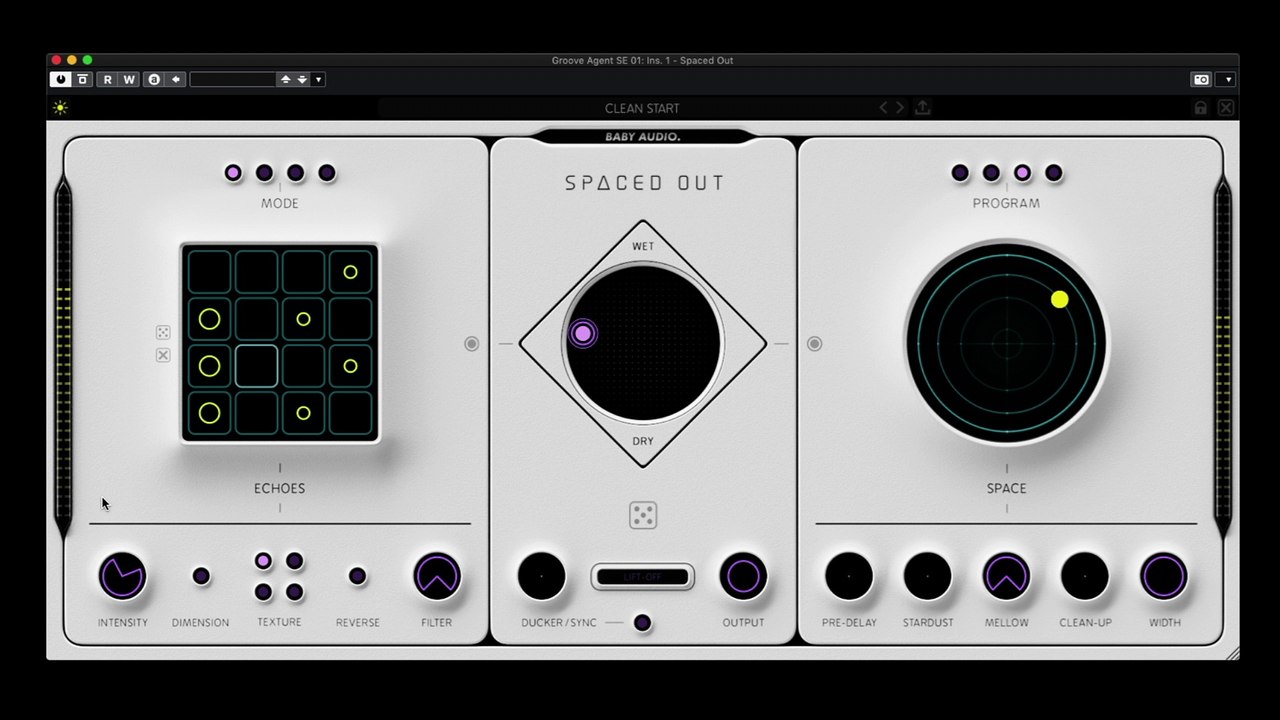 Groove Agent SE 01: Ins. 1 - Spaced Out
R W a
CLEAN START
BABY AUDIO.
SPACED OUT
MODE
PROGRAM
WET
DRY
ECHOES
SPACE
LIFT-OFF
INTENSITY
DIMENSION
TEXTURE
REVERSE
FILTER
DUCKER / SYNC
OUTPUT
PRE-DELAY
STARDUST
MELLOW
CLEAN-UP
WIDTH